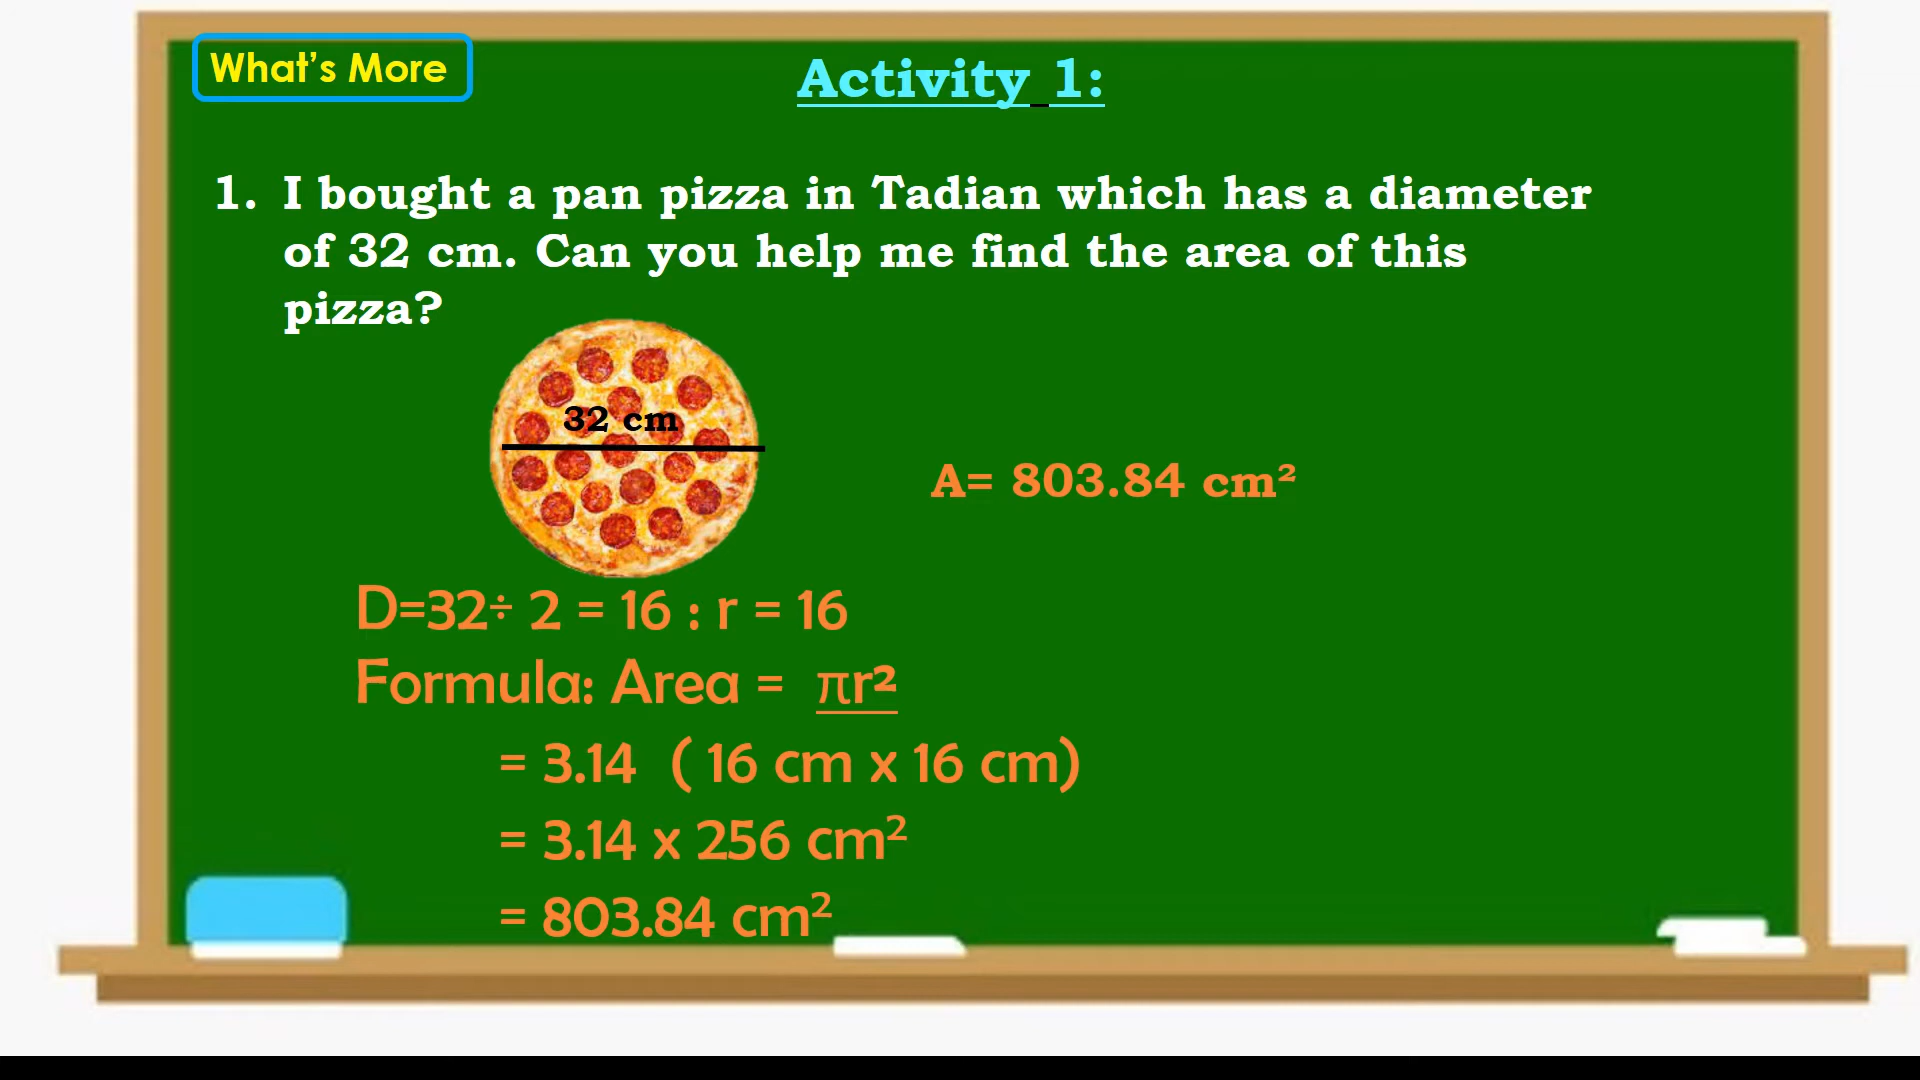 What's More
Activity 1:
1. I bought a pan pizza in Tadian which has a diameter
of 32 cm. Can you help me find the area of this
pizza?
32 cm
A= 803.84 cm²
D=32÷ 2 = 16 : r = 16
Formula: Area = πr²
= 3.14 ( 16 cm x 16 cm)
= 3.14 x 256 cm²
= 803.84 cm²